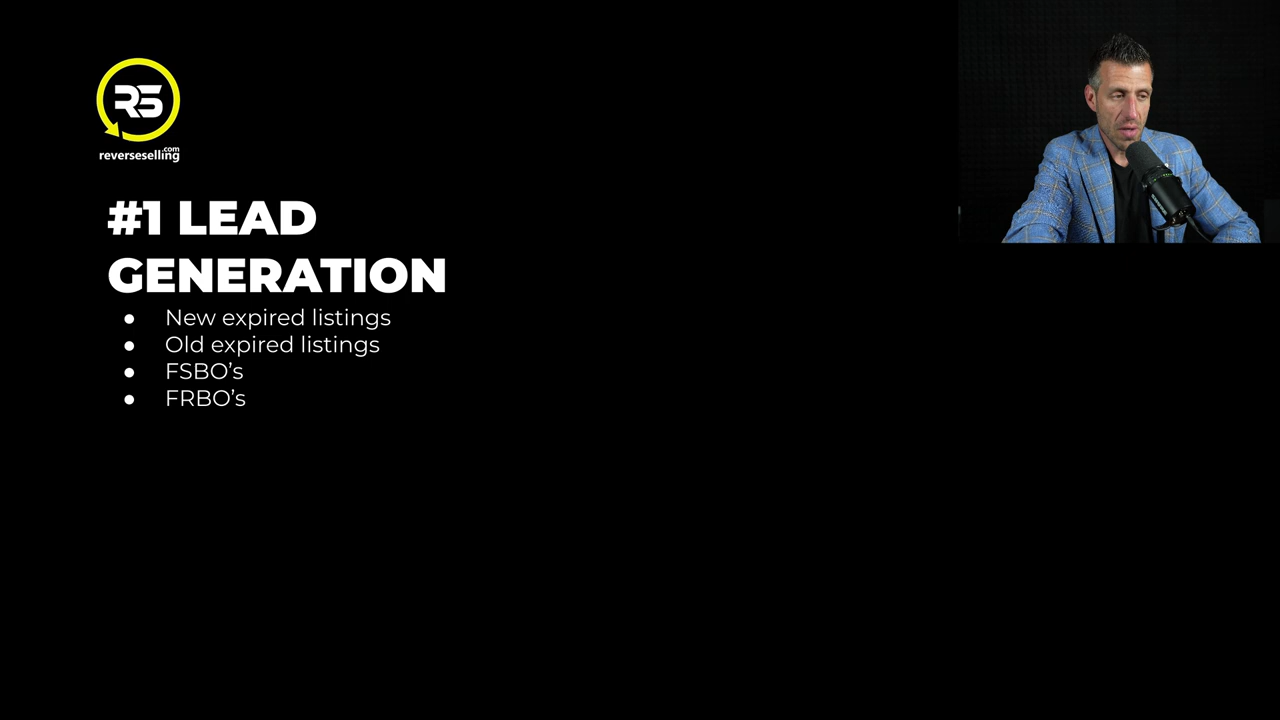 RS
.com
reverseselling
#1 LEAD
GENERATION
● New expired listings
● Old expired listings
● FSBO’s
● FRBO’s